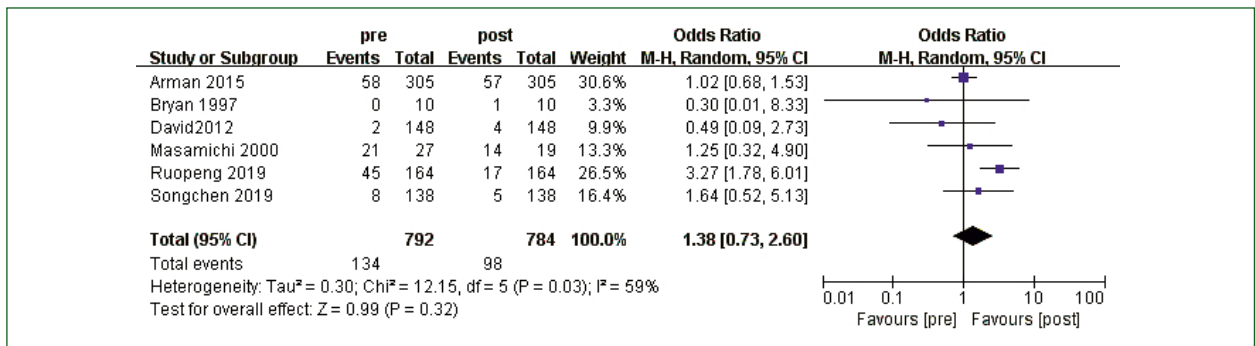 pre post Odds Ratio Odds Ratio
Study or Subgroup Events Total Events Total Weight M-H, Random, 95% CI M-H, Random, 95% CI
Arman 2015 58 305 57 305 30.6% 1.02 [0.68, 1.53]
Bryan 1997 0 10 1 10 3.3% 0.30 [0.01, 8.33]
David2012 2 148 4 148 9.9% 0.49 [0.09, 2.73]
Masamichi 2000 21 27 14 19 13.3% 1.25 [0.32, 4.90]
Ruopeng 2019 45 164 17 164 26.5% 3.27 [1.78, 6.01]
Songchen 2019 8 138 5 138 16.4% 1.64 [0.52, 5.13]
Total (95% CI) 792 784 100.0% 1.38 [0.73, 2.60]
Total events 134 98
Heterogeneity: Tau² = 0.30; Chi² = 12.15, df = 5 (P = 0.03); I² = 59%
Test for overall effect: Z = 0.99 (P = 0.32)
0.01 0.1 1 10 100
Favours [pre] Favours [post]